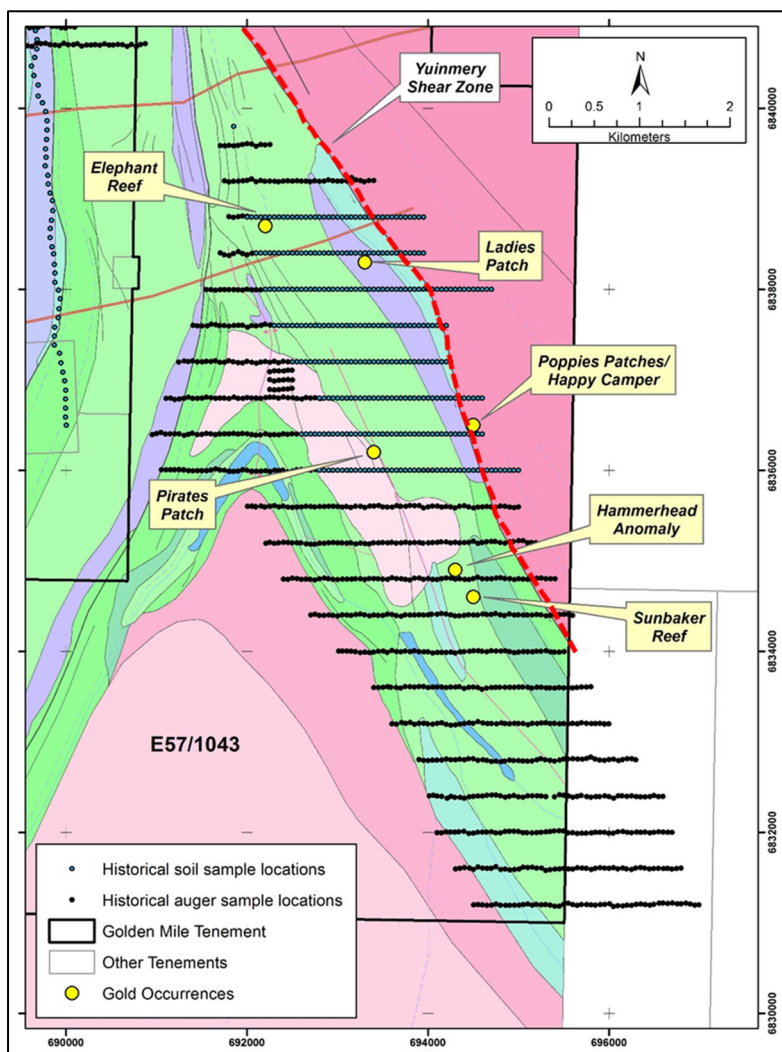 Yuinmery
Shear Zone
N
0 0.5 1 2
Kilometers
6840000
Elephant
Reef
Ladies
Patch
6838000
Poppies Patches/
Happy Camper
Pirates
Patch
6836000
Hammerhead
Anomaly
Sunbaker
Reef
6834000
E57/1043
6832000
Historical soil sample locations
Historical auger sample locations
Golden Mile Tenement
Other Tenements
Gold Occurrences
6830000
690000 692000 694000 696000